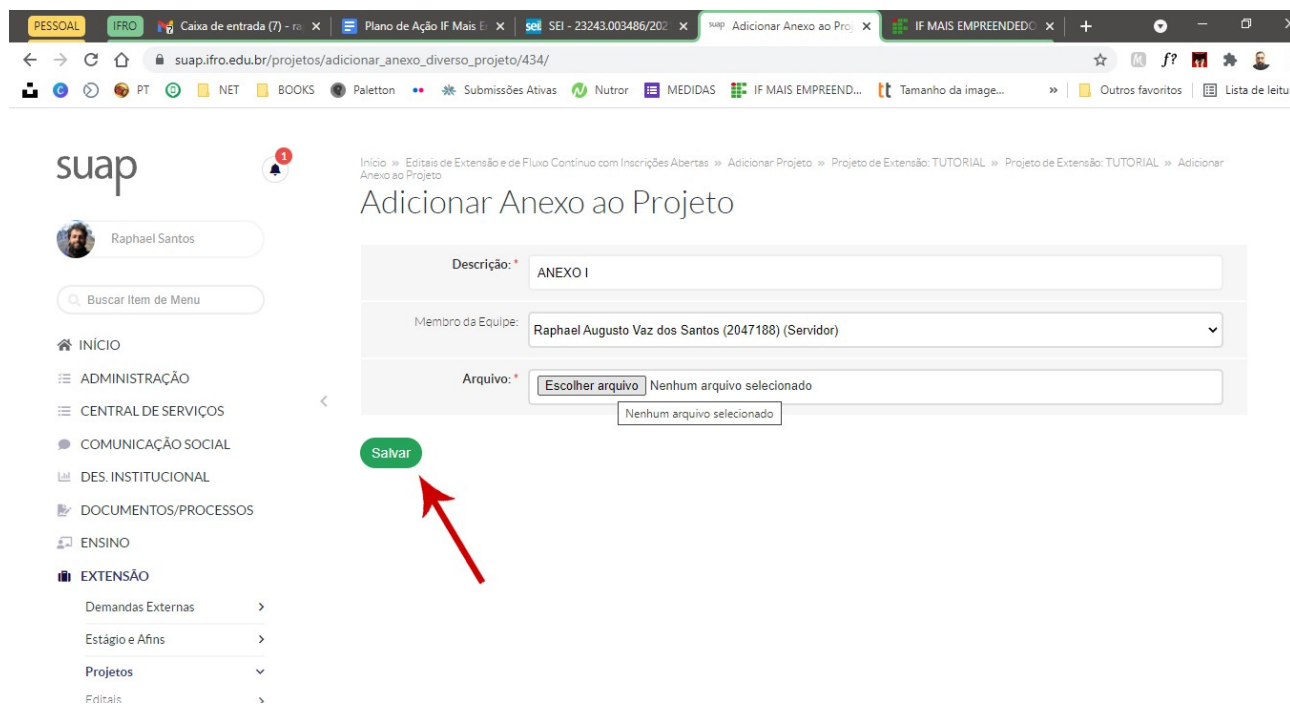 PESSOAL IFRO Caixa de entrada (7) - ra Plano de Ação IF Mais E sei SEI - 23243.003486/202 suap Adicionar Anexo ao Proj IF MAIS EMPREENDEDO
suap.ifro.edu.br/projetos/adicionar_anexo_diverso_projeto/434/
PT NET BOOKS Paletton Submissões Ativas Nutror MEDIDAS IF MAIS EMPREEND... Tamanho da image... » Outros favoritos Lista de leitu
suap
1
Início » Editais de Extensão e de Fluxo Contínuo com Inscrições Abertas » Adicionar Projeto » Projeto de Extensão: TUTORIAL » Projeto de Extensão: TUTORIAL » Adicionar
Anexo ao Projeto
Adicionar Anexo ao Projeto
Raphael Santos
Descrição: * ANEXO I
Buscar Item de Menu
Membro da Equipe: Raphael Augusto Vaz dos Santos (2047188) (Servidor)
INÍCIO
ADMINISTRAÇÃO
Arquivo: * Escolher arquivo Nenhum arquivo selecionado
Nenhum arquivo selecionado
CENTRAL DE SERVIÇOS
COMUNICAÇÃO SOCIAL
Salvar
DES. INSTITUCIONAL
DOCUMENTOS/PROCESSOS
ENSINO
EXTENSÃO
Demandas Externas
Estágio e Afins
Projetos
Editais